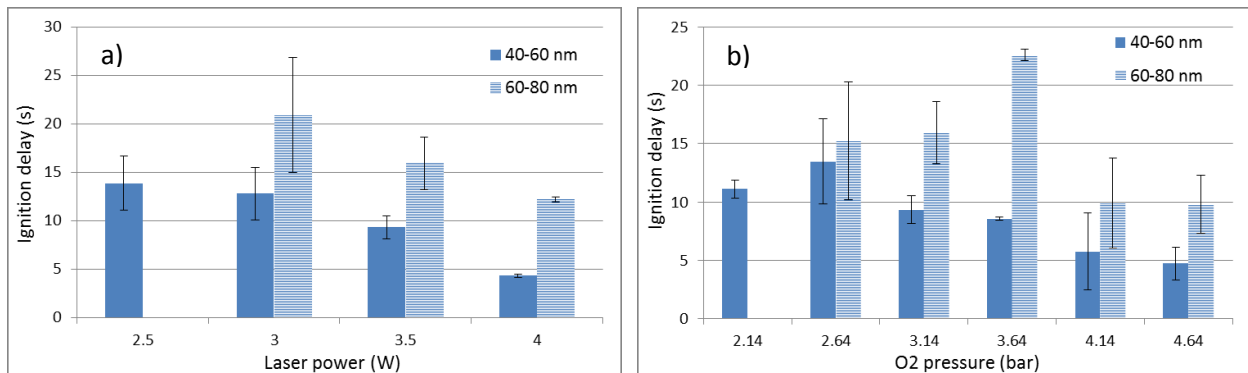 a)
40-60 nm
60-80 nm
Ignition delay (s)
30
25
20
15
10
5
0
2.5 3 3.5 4
Laser power (W)
b)
40-60 nm
60-80 nm
Ignition delay (s)
25
20
15
10
5
0
2.14 2.64 3.14 3.64 4.14 4.64
O2 pressure (bar)